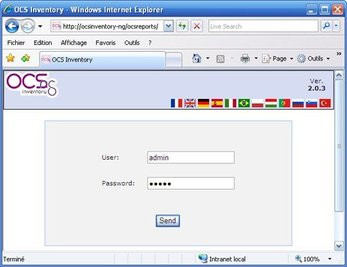 OCS Inventory - Windows Internet Explorer
http://ocsinventory-ng/ocsreports/
Live Search
Fichier Edition Affichage Favoris Outils ?
OCS Inventory
Page Outils
OCS
inventory
ng
Ver.
2.0.3
User: admin
Password: •••••
Send
Terminé
Intranet local
100%